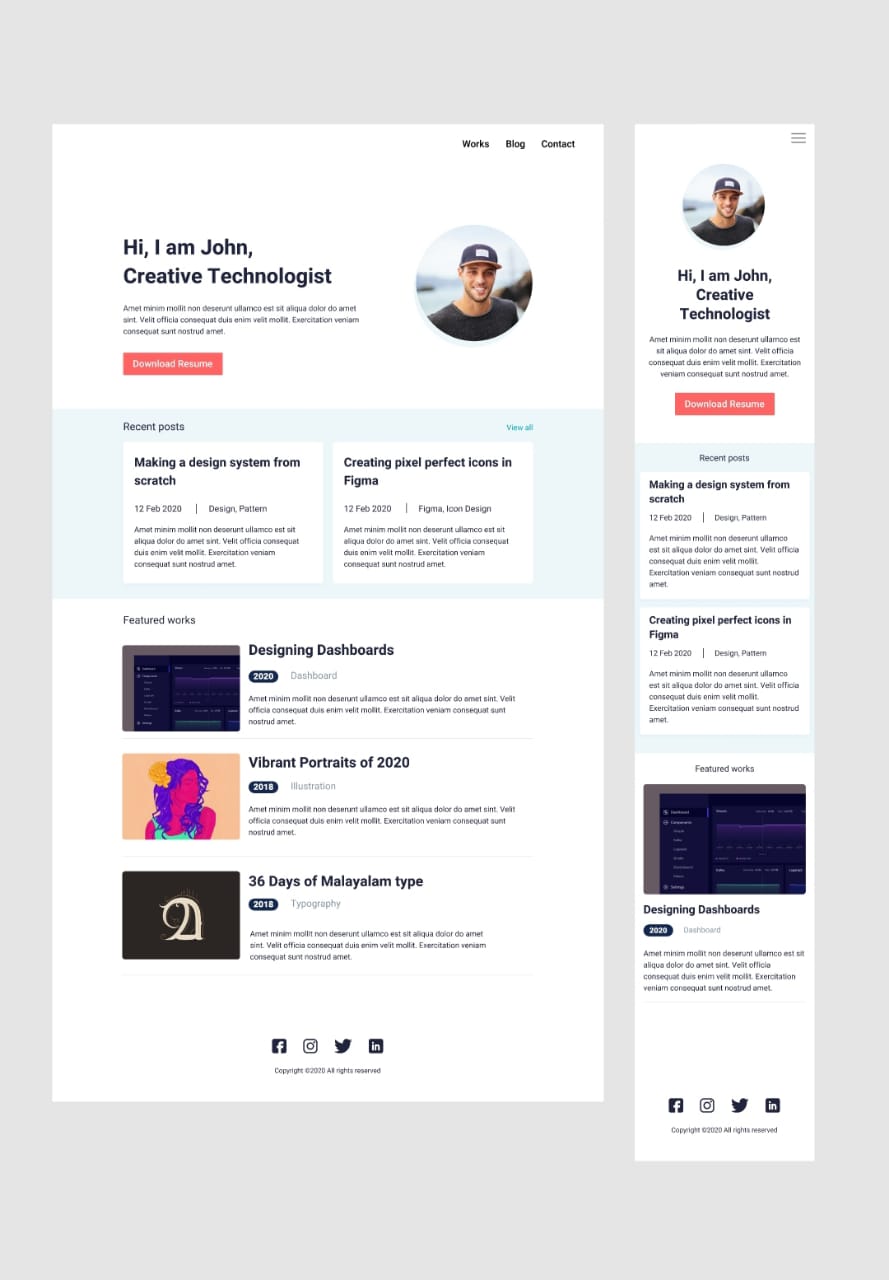 Works Blog Contact
Hi, I am John,
Creative Technologist
Amet minim mollit non deserunt ullamco est sit aliqua dolor do amet
sint. Velit officia consequat duis enim velit mollit. Exercitation veniam
consequat sunt nostrud amet.
Download Resume
Recent posts
View all
Making a design system from
scratch
12 Feb 2020 | Design, Pattern
Amet minim mollit non deserunt ullamco est sit
aliqua dolor do amet sint. Velit officia consequat
duis enim velit mollit. Exercitation veniam
consequat sunt nostrud amet.
Creating pixel perfect icons in
Figma
12 Feb 2020 | Figma, Icon Design
Amet minim mollit non deserunt ullamco est sit
aliqua dolor do amet sint. Velit officia consequat
duis enim velit mollit. Exercitation veniam
consequat sunt nostrud amet.
Featured works
Dashboard
Components
Settings
Designing Dashboards
2020 Dashboard
Amet minim mollit non deserunt ullamco est sit aliqua dolor do amet sint. Velit
officia consequat duis enim velit mollit. Exercitation veniam consequat sunt
nostrud amet.
Vibrant Portraits of 2020
2018 Illustration
Amet minim mollit non deserunt ullamco est sit aliqua dolor do amet sint. Velit
officia consequat duis enim velit mollit. Exercitation veniam consequat sunt
nostrud amet.
36 Days of Malayalam type
2018 Typography
Amet minim mollit non deserunt ullamco est sit aliqua dolor do amet
sint. Velit officia consequat duis enim velit mollit. Exercitation veniam
consequat sunt nostrud amet.
Copyright ©2020 All rights reserved
Hi, I am John,
Creative
Technologist
Amet minim mollit non deserunt ullamco est
sit aliqua dolor do amet sint. Velit officia
consequat duis enim velit mollit. Exercitation
veniam consequat sunt nostrud amet.
Download Resume
Recent posts
Making a design system from
scratch
12 Feb 2020 | Design, Pattern
Amet minim mollit non deserunt ullamco
est sit aliqua dolor do amet sint. Velit officia
consequat duis enim velit mollit.
Exercitation veniam consequat sunt nostrud
amet.
Creating pixel perfect icons in
Figma
12 Feb 2020 | Design, Pattern
Amet minim mollit non deserunt ullamco
est sit aliqua dolor do amet sint. Velit officia
consequat duis enim velit mollit.
Exercitation veniam consequat sunt nostrud
amet.
Featured works
Dashboard
Components
Settings
Designing Dashboards
2020 Dashboard
Amet minim mollit non deserunt ullamco est sit
aliqua dolor do amet sint. Velit officia
consequat duis enim velit mollit. Exercitation
veniam consequat sunt nostrud amet.
Copyright ©2020 All rights reserved